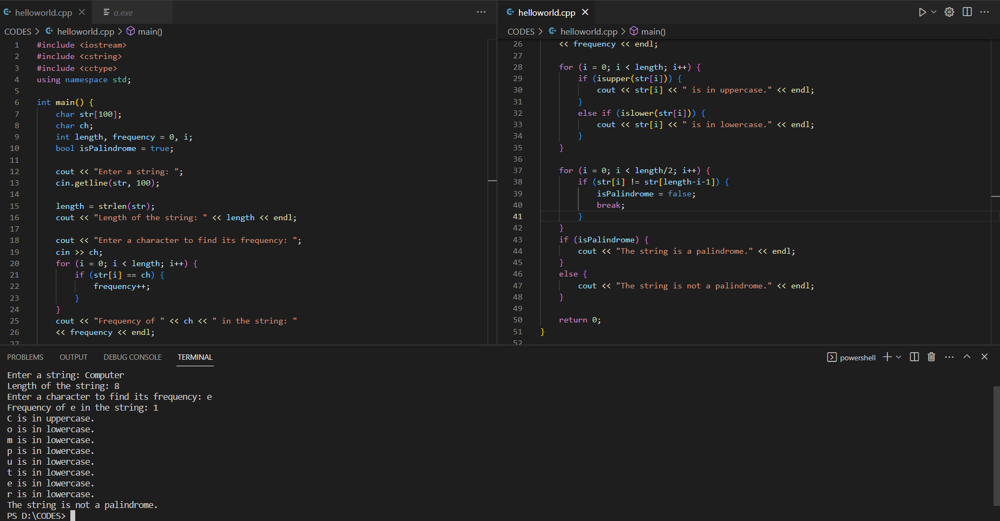 helloworld.cpp
a.exe
CODES > helloworld.cpp > main()
1 #include <iostream>
2 #include <cstring>
3 #include <cctype>
4 using namespace std;
5
6 int main() {
7 char str[100];
8 char ch;
9 int length, frequency = 0, i;
10 bool isPalindrome = true;
11
12 cout << "Enter a string: ";
13 cin.getline(str, 100);
14
15 length = strlen(str);
16 cout << "Length of the string: " << length << endl;
17
18 cout << "Enter a character to find its frequency: ";
19 cin >> ch;
20 for (i = 0; i < length; i++) {
21 if (str[i] == ch) {
22 frequency++;
23 }
24 }
25 cout << "Frequency of " << ch << " in the string: "
26 << frequency << endl;
27
helloworld.cpp
CODES > helloworld.cpp > main()
26 << frequency << endl;
27
28 for (i = 0; i < length; i++) {
29 if (isupper(str[i])) {
30 cout << str[i] << " is in uppercase." << endl;
31 }
32 else if (islower(str[i])) {
33 cout << str[i] << " is in lowercase." << endl;
34 }
35 }
36
37 for (i = 0; i < length/2; i++) {
38 if (str[i] != str[length-i-1]) {
39 isPalindrome = false;
40 break;
41 }
42 }
43 if (isPalindrome) {
44 cout << "The string is a palindrome." << endl;
45 }
46 else {
47 cout << "The string is not a palindrome." << endl;
48 }
49
50 return 0;
51 }
52
PROBLEMS OUTPUT DEBUG CONSOLE TERMINAL
powershell
Enter a string: Computer
Length of the string: 8
Enter a character to find its frequency: e
Frequency of e in the string: 1
C is in uppercase.
o is in lowercase.
m is in lowercase.
p is in lowercase.
u is in lowercase.
t is in lowercase.
e is in lowercase.
r is in lowercase.
The string is not a palindrome.
PS D:\CODES>